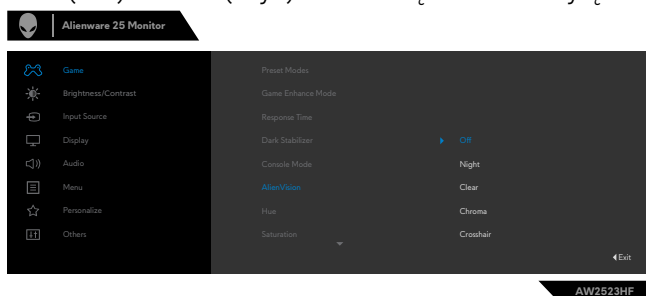 Alienware 25 Monitor
Game
Brightness/Contrast
Input Source
Display
Audio
Menu
Personalize
Others
Preset Modes
Game Enhance Mode
Response Time
Dark Stabilizer
Console Mode
AlienVision
Hue
Saturation
Off
Night
Clear
Chroma
Crosshair
Exit
AW2523HF